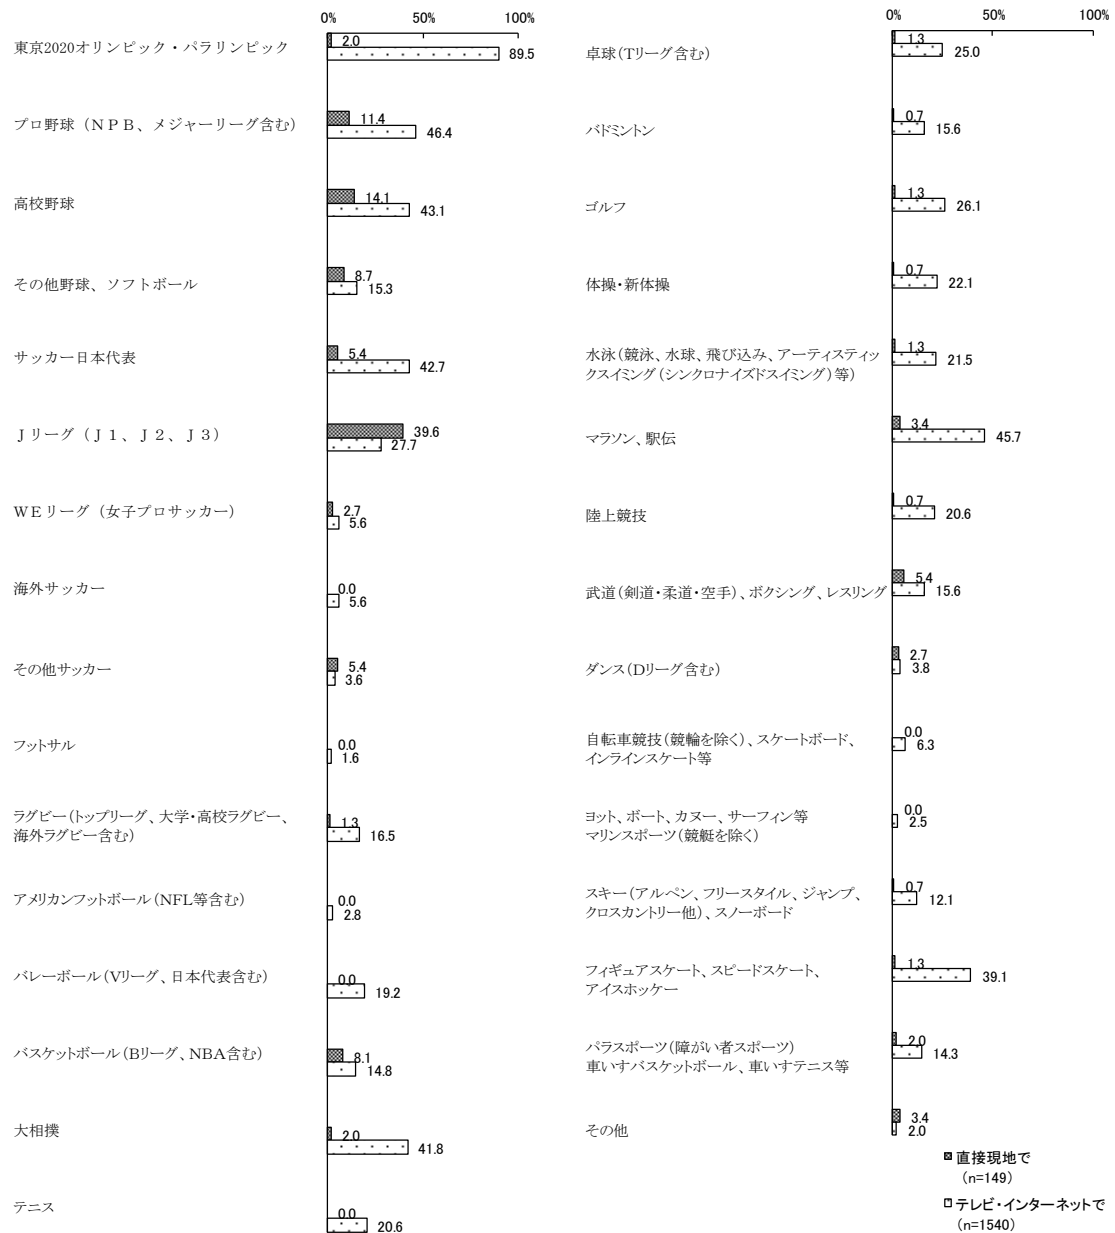 0% 50% 100%
東京2020オリンピック・パラリンピック 2.0 89.5
プロ野球（ＮＰＢ、メジャーリーグ含む） 11.4 46.4
高校野球 14.1 43.1
その他野球、ソフトボール 8.7 15.3
サッカー日本代表 5.4 42.7
Ｊリーグ（Ｊ１、Ｊ２、Ｊ３） 39.6 27.7
ＷＥリーグ（女子プロサッカー） 2.7 5.6
海外サッカー 0.0 5.6
その他サッカー 5.4 3.6
フットサル 0.0 1.6
ラグビー(トップリーグ、大学・高校ラグビー、
海外ラグビー含む) 1.3 16.5
アメリカンフットボール(NFL等含む) 0.0 2.8
バレーボール(Vリーグ、日本代表含む) 0.0 19.2
バスケットボール(Bリーグ、NBA含む) 8.1 14.8
大相撲 2.0 41.8
テニス 0.0 20.6
0% 50% 100%
卓球(Tリーグ含む) 1.3 25.0
バドミントン 0.7 15.6
ゴルフ 1.3 26.1
体操・新体操 0.7 22.1
水泳(競泳、水球、飛び込み、アーティスティッ
クスイミング(シンクロナイズドスイミング)等) 1.3 21.5
マラソン、駅伝 3.4 45.7
陸上競技 0.7 20.6
武道(剣道・柔道・空手)、ボクシング、レスリング 5.4 15.6
ダンス(Dリーグ含む) 2.7 3.8
自転車競技(競輪を除く)、スケートボード、
インラインスケート等 0.0 6.3
ヨット、ボート、カヌー、サーフィン等
マリンスポーツ(競艇を除く) 0.0 2.5
スキー(アルペン、フリースタイル、ジャンプ、
クロスカントリー他)、スノーボード 0.7 12.1
フィギュアスケート、スピードスケート、
アイスホッケー 1.3 39.1
パラスポーツ(障がい者スポーツ)
車いすバスケットボール、車いすテニス等 2.0 14.3
その他 3.4 2.0
直接現地で
(n=149)
テレビ・インターネットで
(n=1540)